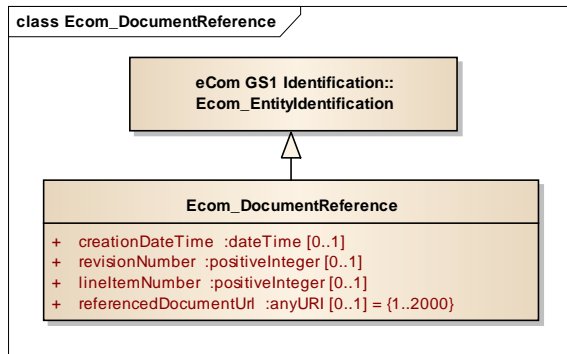 class Ecom_DocumentReference
eCom GS1 Identification::
Ecom_EntityIdentification
Ecom_DocumentReference
+ creationDateTime :dateTime [0..1]
+ revisionNumber :positiveInteger [0..1]
+ lineItemNumber :positiveInteger [0..1]
+ referencedDocumentUrl :anyURI [0..1] = {1..2000}